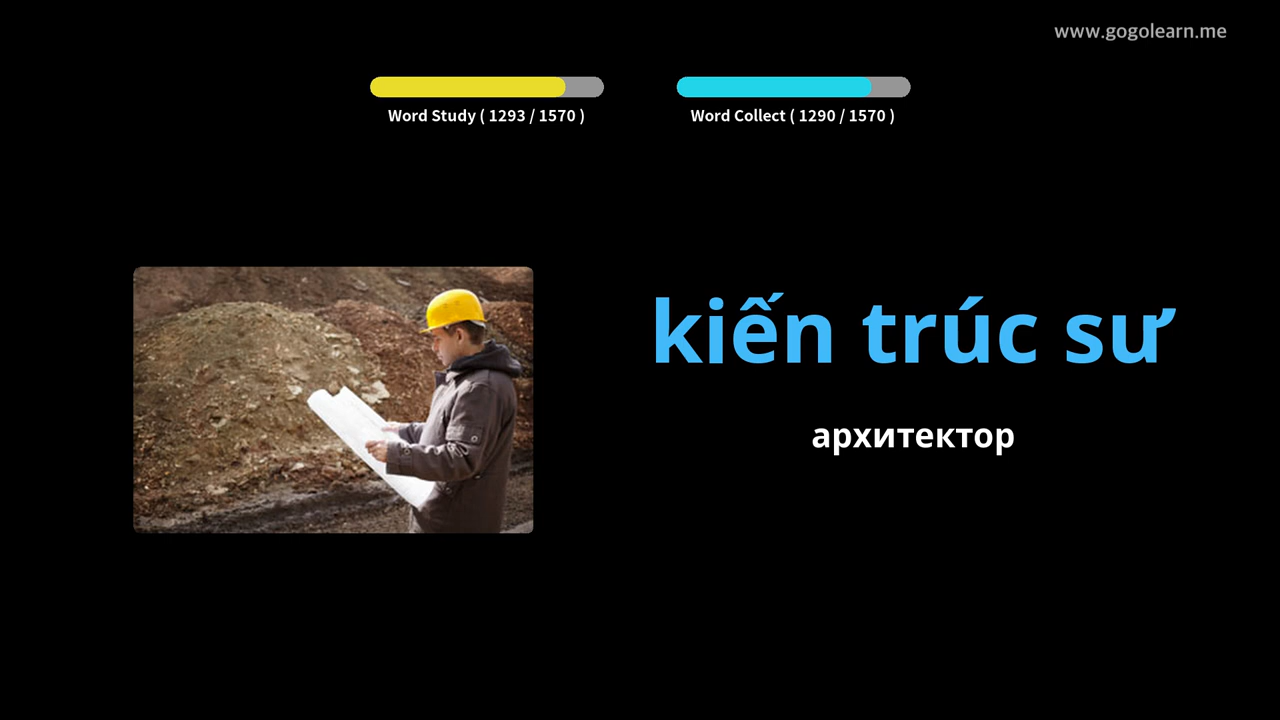 www.gogolearn.me
Word Study ( 1293 / 1570 )
Word Collect ( 1290 / 1570 )
kiến trúc sư
архитектор